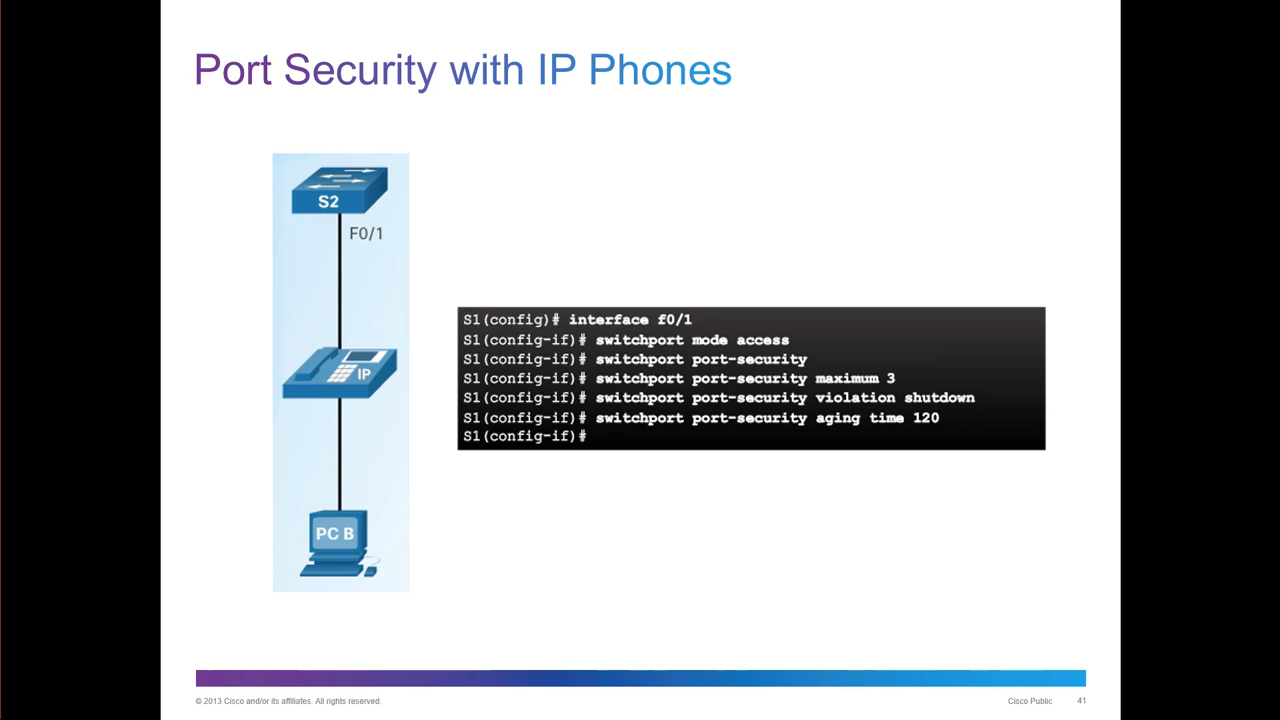 Port Security with IP Phones
S2
F0/1
IP
PC B
S1(config)# interface f0/1
S1(config-if)# switchport mode access
S1(config-if)# switchport port-security
S1(config-if)# switchport port-security maximum 3
S1(config-if)# switchport port-security violation shutdown
S1(config-if)# switchport port-security aging time 120
S1(config-if)#
© 2013 Cisco and/or its affiliates. All rights reserved.
Cisco Public
41